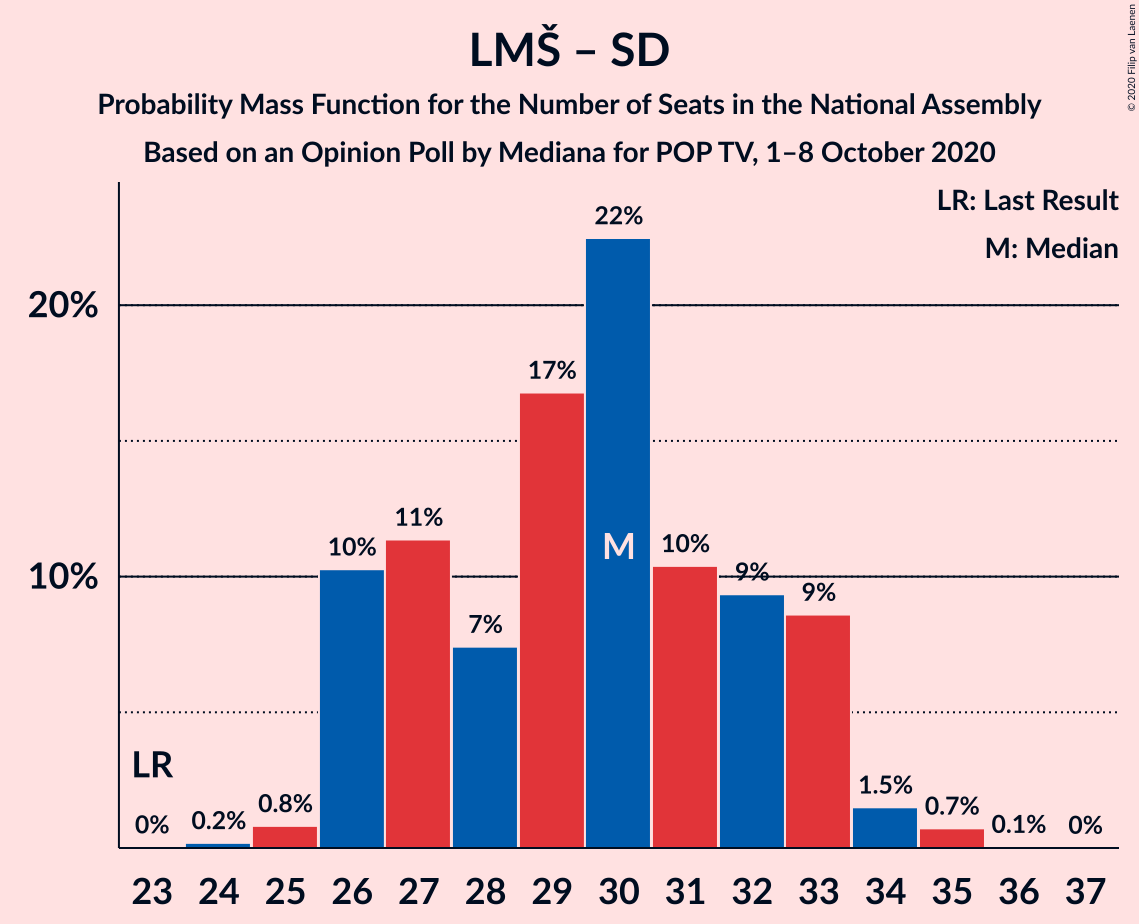 LMŠ – SD
Probability Mass Function for the Number of Seats in the National Assembly
Based on an Opinion Poll by Mediana for POP TV, 1–8 October 2020
© 2020 Filip van Laenen
LR: Last Result
M: Median
20%
10%
LR
0%
0.2%
0.8%
10%
11%
7%
17%
22%
M
10%
9%
9%
1.5%
0.7%
0.1%
0%
23 24 25 26 27 28 29 30 31 32 33 34 35 36 37